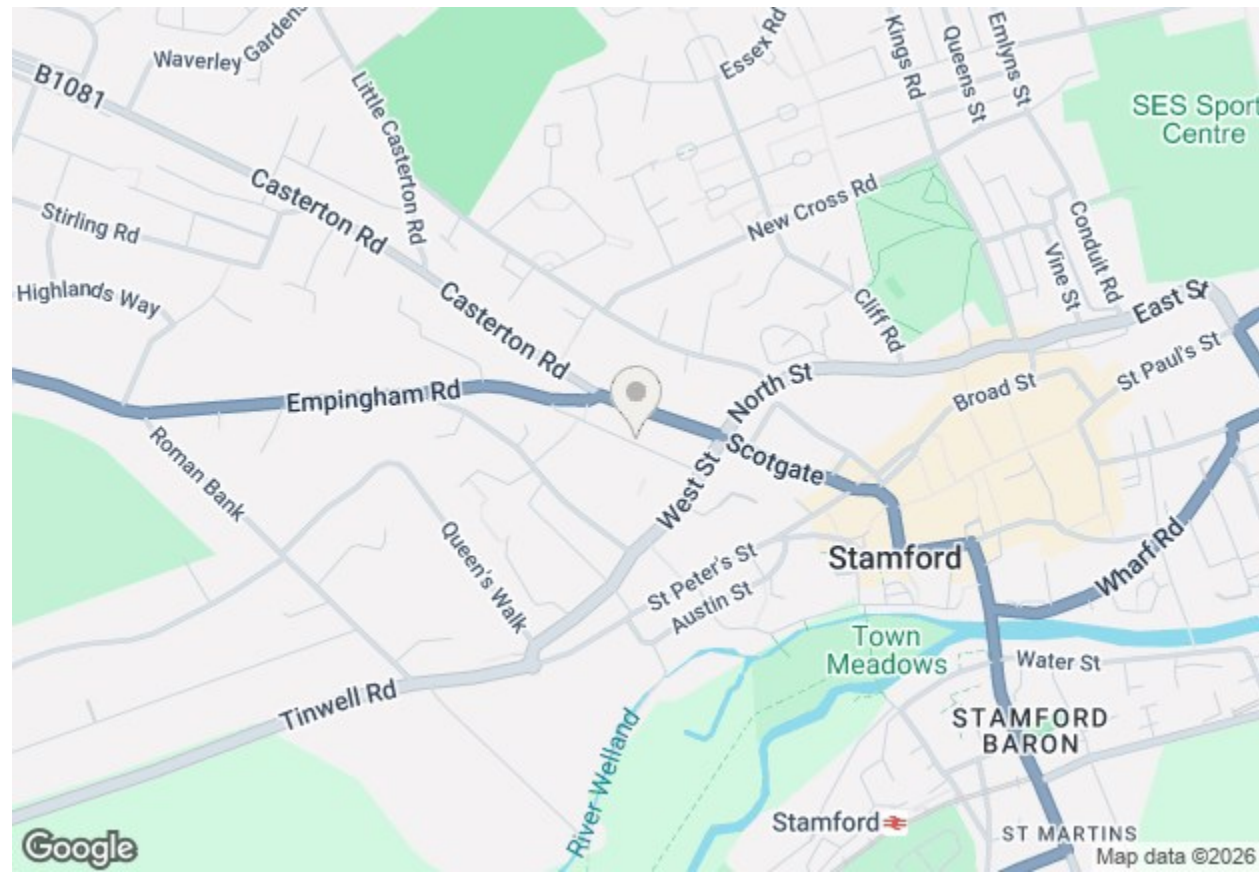 Waverley Gardens
B1081
Little Casterton Rd
Essex Rd
Kings Rd
Queens St
Emlyns St
SES Sport
Centre
Casterton Rd
Stirling Rd
New Cross Rd
Conduit Rd
Vine St
Highlands Way
Casterton Rd
Cliff Rd
East St
St Paul's St
Empingham Rd
North St
Broad St
Roman Bank
Scotgate
West St
Queen's Walk
St Peter's St
Austin St
Stamford
Wharf Rd
Town
Meadows
Water St
Tinwell Rd
River Welland
STAMFORD
BARON
Stamford
ST MARTINS
Google
Map data ©2026